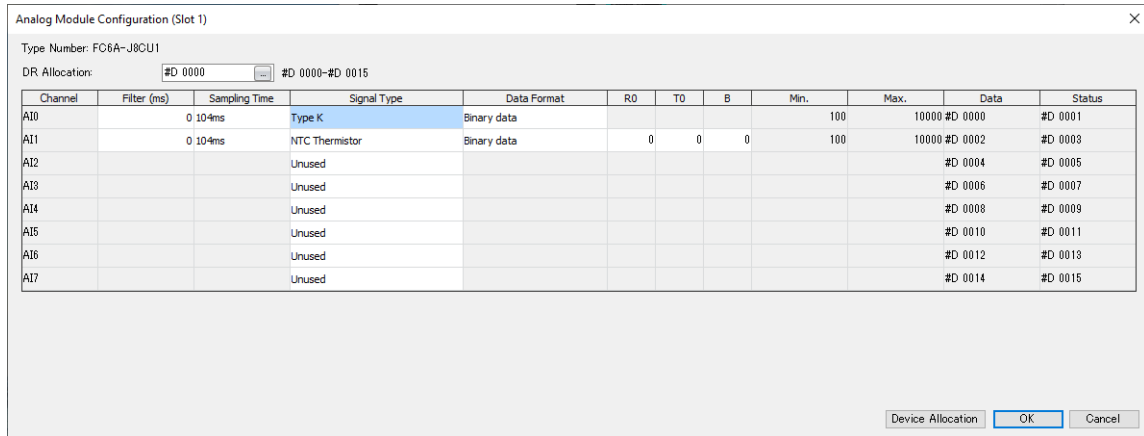 Analog Module Configuration (Slot 1)
Type Number: FC6A-J8CU1
DR Allocation: #D 0000 ... #D 0000-#D 0015
Channel Filter (ms) Sampling Time Signal Type Data Format R0 T0 B Min. Max. Data Status
AI0 0 104ms Type K Binary data 100 10000 #D 0000 #D 0001
AI1 0 104ms NTC Thermistor Binary data 0 0 0 100 10000 #D 0002 #D 0003
AI2 Unused #D 0004 #D 0005
AI3 Unused #D 0006 #D 0007
AI4 Unused #D 0008 #D 0009
AI5 Unused #D 0010 #D 0011
AI6 Unused #D 0012 #D 0013
AI7 Unused #D 0014 #D 0015
Device Allocation OK Cancel